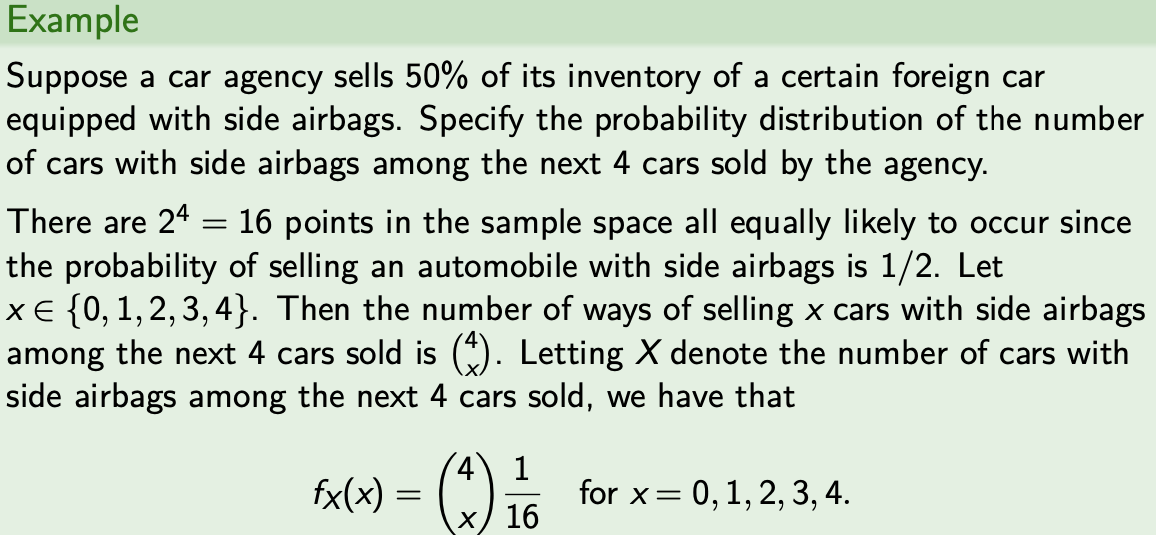 Example
Suppose a car agency sells 50% of its inventory of a certain foreign car
equipped with side airbags. Specify the probability distribution of the number
of cars with side airbags among the next 4 cars sold by the agency.
There are 2⁴ = 16 points in the sample space all equally likely to occur since
the probability of selling an automobile with side airbags is 1/2. Let
x ∈ {0, 1, 2, 3, 4}. Then the number of ways of selling x cars with side airbags
among the next 4 cars sold is \binom{4}{x}. Letting X denote the number of cars with
side airbags among the next 4 cars sold, we have that
f_X(x) = \binom{4}{x} \frac{1}{16} for x = 0, 1, 2, 3, 4.